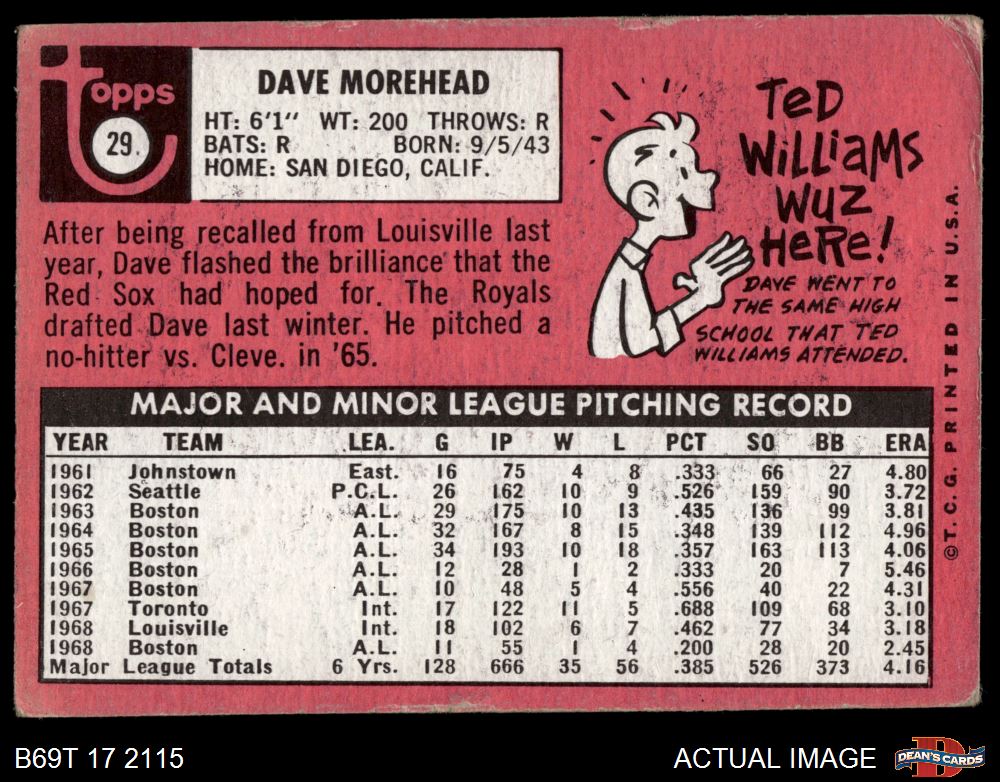 Topps
29.
DAVE MOREHEAD
HT: 6'1" WT: 200 THROWS: R
BATS: R BORN: 9/5/43
HOME: SAN DIEGO, CALIF.
After being recalled from Louisville last
year, Dave flashed the brilliance that the
Red Sox had hoped for. The Royals
drafted Dave last winter. He pitched a
no-hitter vs. Cleve. in '65.
TeD
WiLLiaMS
WuZ
HeRe!
DAVE WENT TO
THE SAME HIGH
SCHOOL THAT TED
WILLIAMS ATTENDED.
MAJOR AND MINOR LEAGUE PITCHING RECORD
YEAR TEAM LEA. G IP W L PCT SO BB ERA
1961 Johnstown East. 16 75 4 8 .333 66 27 4.80
1962 Seattle P.C.L. 26 162 10 9 .526 159 90 3.72
1963 Boston A.L. 29 175 10 13 .435 136 99 3.81
1964 Boston A.L. 32 167 8 15 .348 139 112 4.96
1965 Boston A.L. 34 193 10 18 .357 163 113 4.06
1966 Boston A.L. 12 28 1 2 .333 20 7 5.46
1967 Boston A.L. 10 48 5 4 .556 40 22 4.31
1967 Toronto Int. 17 122 11 5 .688 109 68 3.10
1968 Louisville Int. 18 102 6 7 .462 77 34 3.18
1968 Boston A.L. 11 55 1 4 .200 28 20 2.45
Major League Totals 6 Yrs. 128 666 35 56 .385 526 373 4.16
© T. C. G. PRINTED IN U.S.A.
B69T 17 2115
ACTUAL IMAGE
D
DEAN'S CARDS